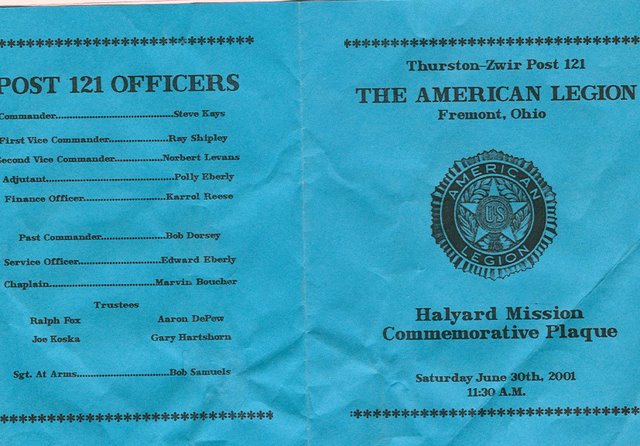 ************************************
POST 121 OFFICERS
Commander........................................Steve Kays
First Vice Commander....................Ray Shipley
Second Vice Commander................Norbert Levans
Adjutant.............................................Polly Eberly
Finance Officer............................Karrol Reese
Past Commander......................Bob Dorsey
Service Officer............................Edward Eberly
Chaplain....................................Marvin Boucher
Trustees
Ralph Fox Aaron DePew
Joe Koska Gary Hartshorn
Sgt. At Arms...............................Bob Samuels
************************************
************************************
Thurston-Zwir Post 121
THE AMERICAN LEGION
Fremont, Ohio
AMERICAN
US
LEGION
Halyard Mission
Commemorative Plaque
Saturday June 30th, 2001
11:30 A.M.
************************************